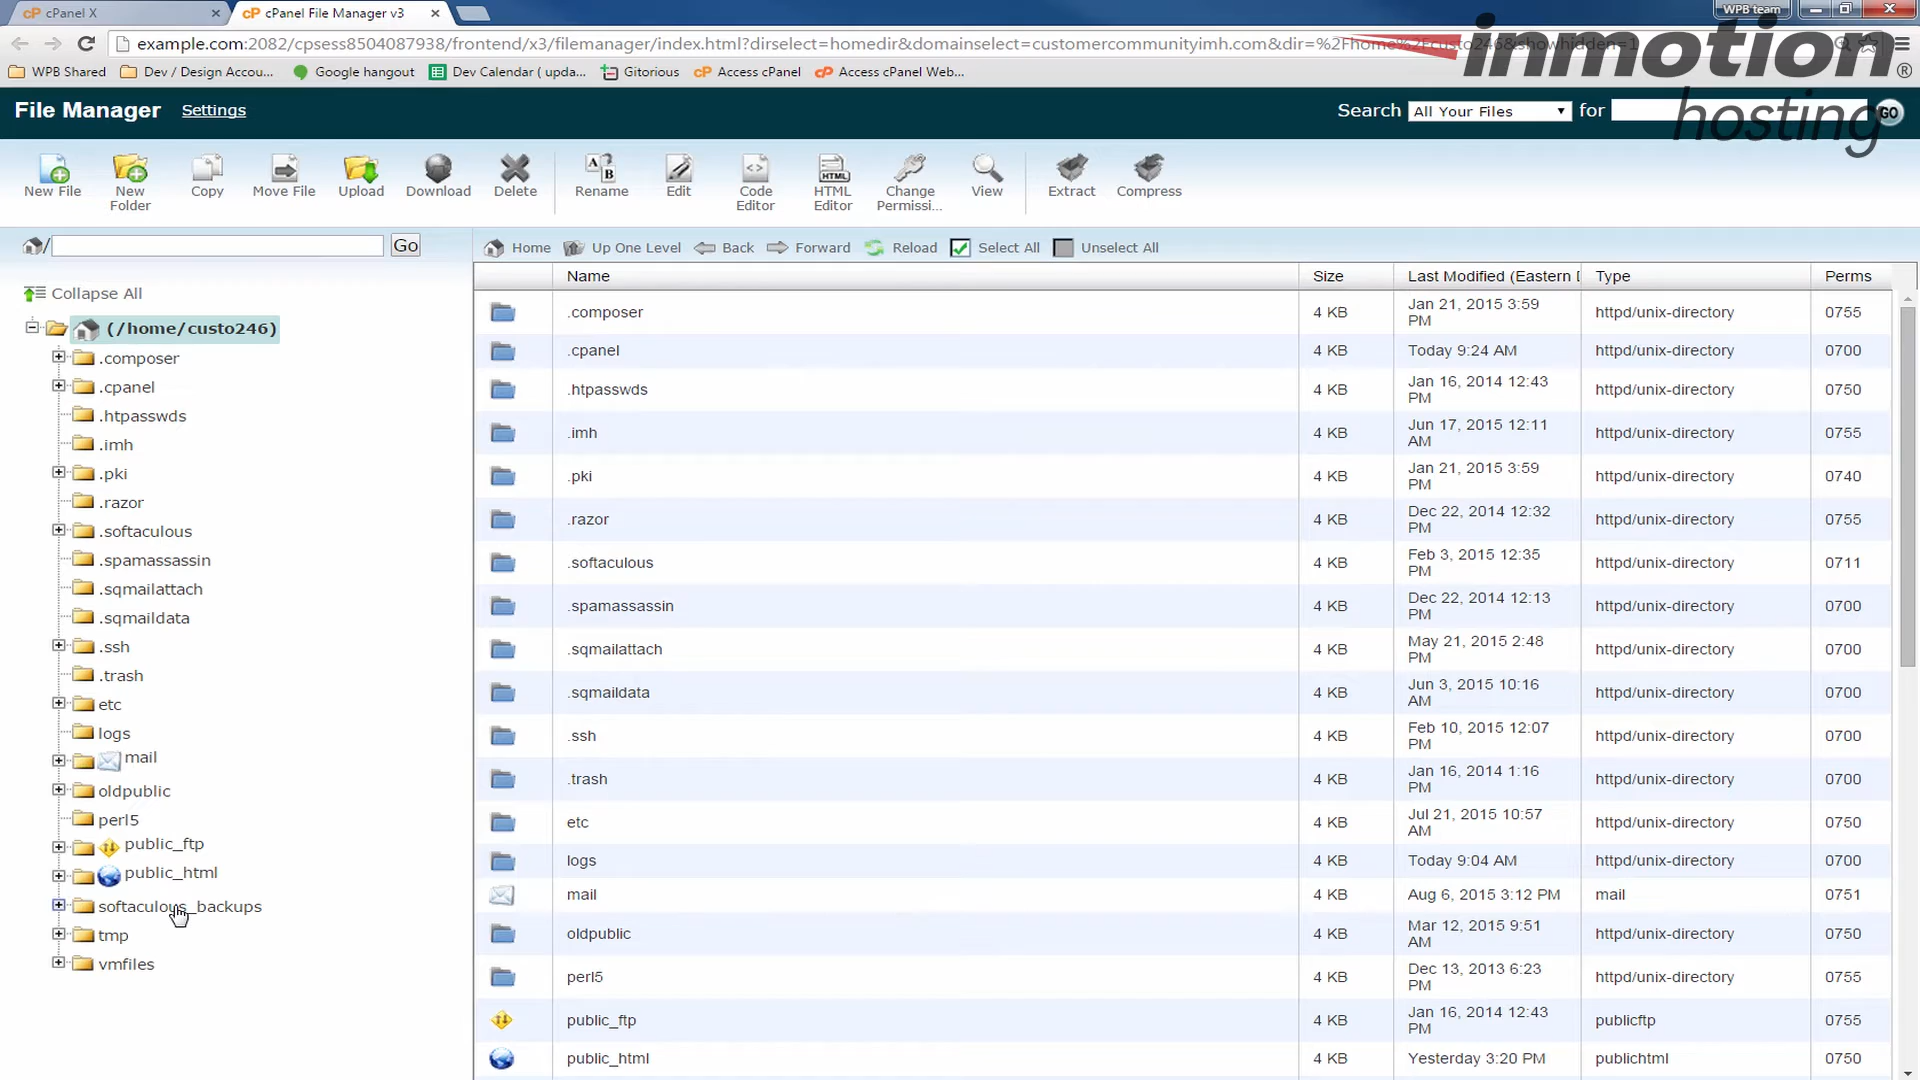 cPanel X
cPanel File Manager v3
WPB team
example.com:2082/cpsess8504087938/frontend/x3/filemanager/index.html?dirselect=homedir&domainselect=customercommunityimh.com&dir=%2Fhome%2Fcusto246&showhidden=1
WPB Shared
Dev / Design Accou...
Google hangout
Dev Calendar ( upda...
Gitorious
Access cPanel
Access cPanel Web...
inmotion®
hosting
File Manager Settings
Search All Your Files for GO
New File
New Folder
Copy
Move File
Upload
Download
Delete
Rename
Edit
Code Editor
HTML Editor
Change Permissi...
View
Extract
Compress
/ Go
Home Up One Level Back Forward Reload Select All Unselect All
Collapse All
(/home/custo246)
.composer
.cpanel
.htpasswds
.imh
.pki
.razor
.softaculous
.spamassassin
.sqmailattach
.sqmaildata
.ssh
.trash
etc
logs
mail
oldpublic
perl5
public_ftp
public_html
softaculous_backups
tmp
vmfiles
Name Size Last Modified (Eastern Type Perms
.composer 4 KB Jan 21, 2015 3:59 PM httpd/unix-directory 0755
.cpanel 4 KB Today 9:24 AM httpd/unix-directory 0700
.htpasswds 4 KB Jan 16, 2014 12:43 PM httpd/unix-directory 0750
.imh 4 KB Jun 17, 2015 12:11 AM httpd/unix-directory 0755
.pki 4 KB Jan 21, 2015 3:59 PM httpd/unix-directory 0740
.razor 4 KB Dec 22, 2014 12:32 PM httpd/unix-directory 0755
.softaculous 4 KB Feb 3, 2015 12:35 PM httpd/unix-directory 0711
.spamassassin 4 KB Dec 22, 2014 12:13 PM httpd/unix-directory 0700
.sqmailattach 4 KB May 21, 2015 2:48 PM httpd/unix-directory 0700
.sqmaildata 4 KB Jun 3, 2015 10:16 AM httpd/unix-directory 0700
.ssh 4 KB Feb 10, 2015 12:07 PM httpd/unix-directory 0700
.trash 4 KB Jan 16, 2014 1:16 PM httpd/unix-directory 0700
etc 4 KB Jul 21, 2015 10:57 AM httpd/unix-directory 0750
logs 4 KB Today 9:04 AM httpd/unix-directory 0700
mail 4 KB Aug 6, 2015 3:12 PM mail 0751
oldpublic 4 KB Mar 12, 2015 9:51 AM httpd/unix-directory 0750
perl5 4 KB Dec 13, 2013 6:23 PM httpd/unix-directory 0755
public_ftp 4 KB Jan 16, 2014 12:43 PM publicftp 0755
public_html 4 KB Yesterday 3:20 PM publichtml 0750